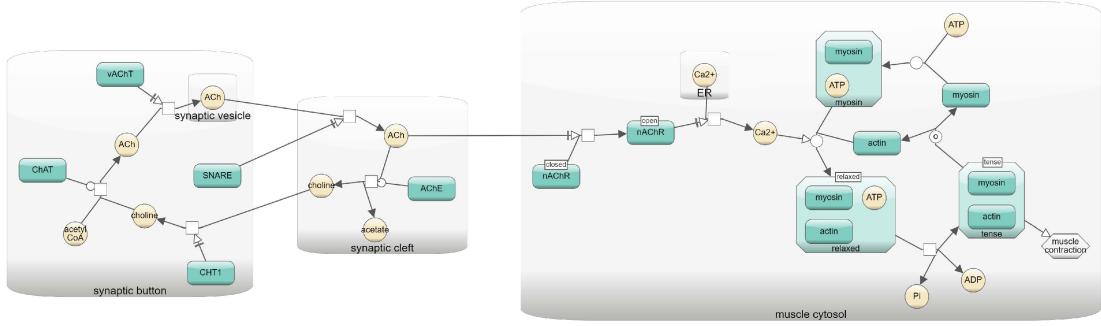 vAChT
ACh
synaptic vesicle
ACh
ChAT
SNARE
acetyl
CoA
choline
CHT1
synaptic button
ACh
choline
AChE
acetate
synaptic cleft
closed
nAChR
open
nAChR
Ca2+
ER
Ca2+
myosin
ATP
myosin
ATP
myosin
actin
relaxed
myosin
ATP
actin
relaxed
tense
myosin
actin
tense
muscle
contraction
Pi
ADP
muscle cytosol